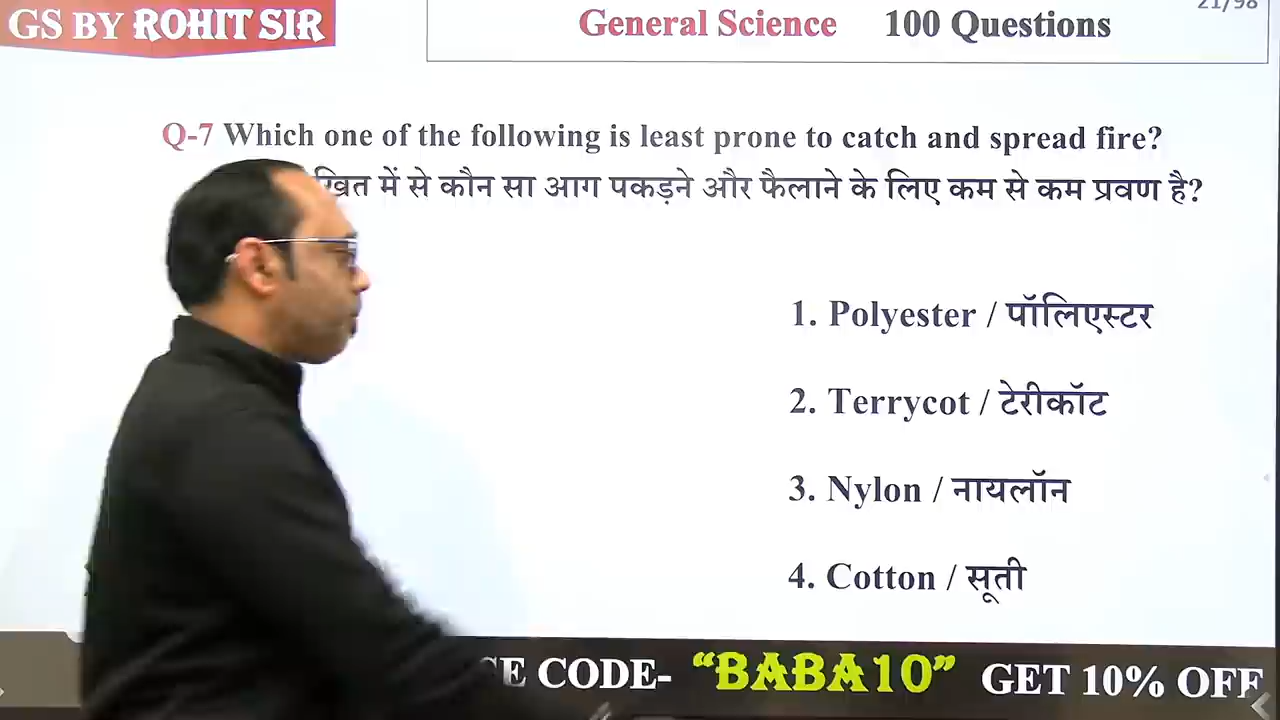 GS BY ROHIT SIR
General Science 100 Questions
21/98
Q-7 Which one of the following is least prone to catch and spread fire?
में से कौन सा आग पकड़ने और फैलाने के लिए कम से कम प्रवण है?
1. Polyester / पॉलिएस्टर
2. Terrycot / टेरीकॉट
3. Nylon / नायलॉन
4. Cotton / सूती
CODE- “BABA10” GET 10% OFF